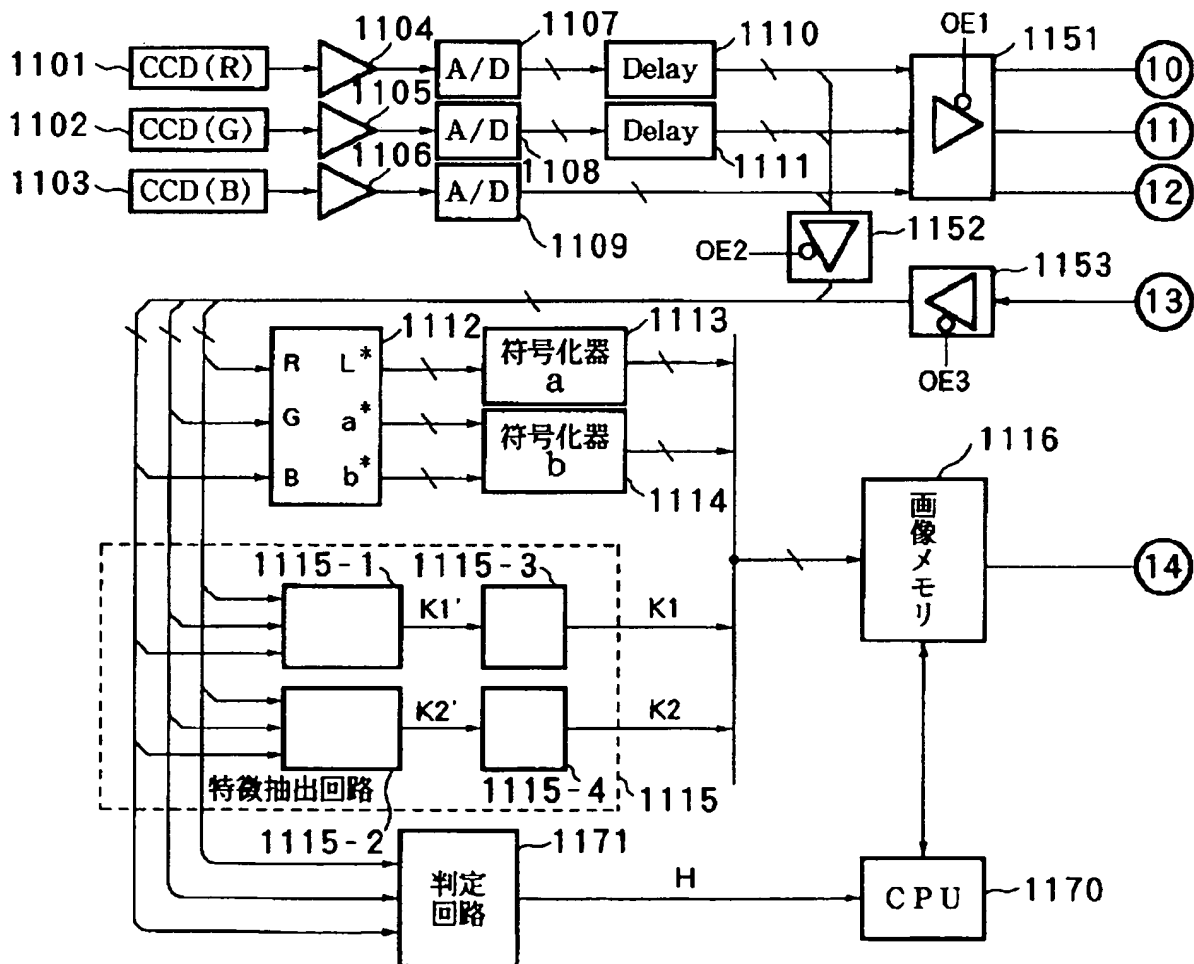 1104 1107 1110 OE1 1151
1101 CCD(R) A/D Delay 10
1105
1102 CCD(G) A/D Delay 11
1106 1108 1111
1103 CCD(B) A/D 12
1109 1152
OE2 1153
13
1112 1113 OE3
R L* 符号化器
a
G a* 符号化器
b
B b* 1114
1116
画像メモリ
14
1115-1 1115-3
K1' K1
K2' K2
特徴抽出回路 1115-4 1115
1115-2 1171
判定
回路
H CPU 1170